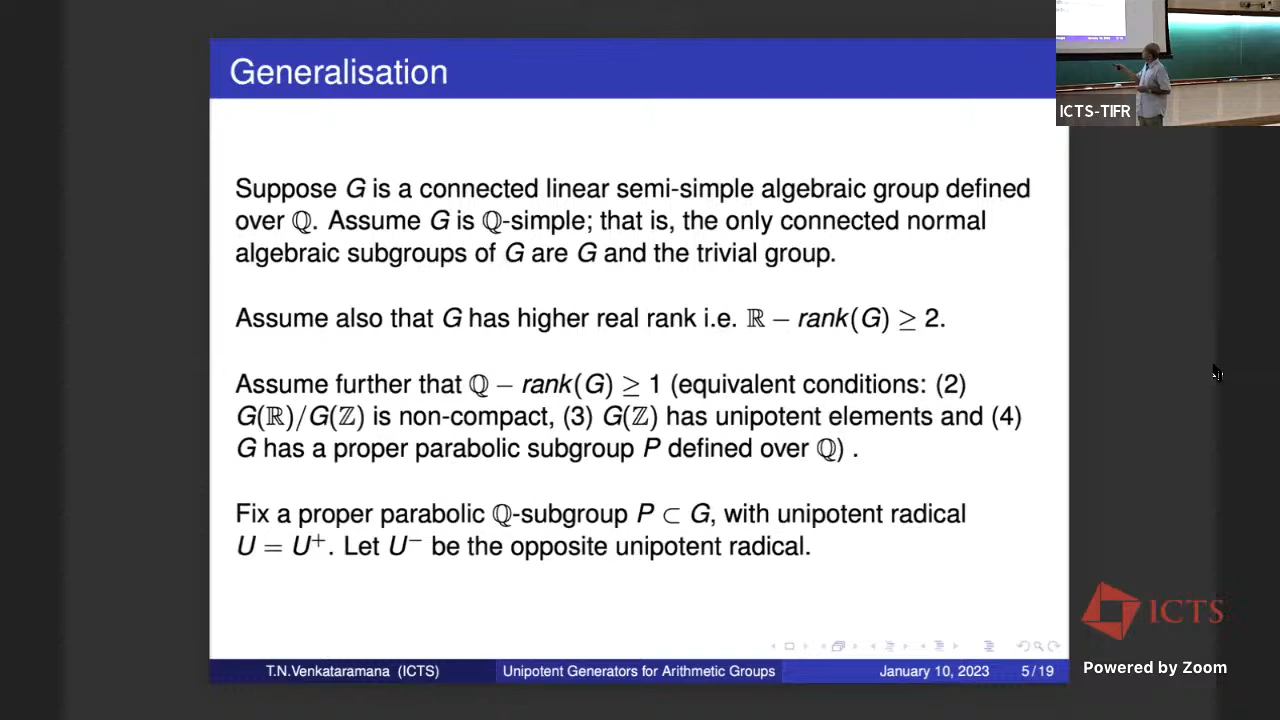 Generalisation
ICTS-TIFR
Suppose G is a connected linear semi-simple algebraic group defined
over ℚ. Assume G is ℚ-simple; that is, the only connected normal
algebraic subgroups of G are G and the trivial group.
Assume also that G has higher real rank i.e. ℝ − rank(G) ≥ 2.
Assume further that ℚ − rank(G) ≥ 1 (equivalent conditions: (2)
G(ℝ)/G(ℤ) is non-compact, (3) G(ℤ) has unipotent elements and (4)
G has a proper parabolic subgroup P defined over ℚ) .
Fix a proper parabolic ℚ-subgroup P ⊂ G, with unipotent radical
U = U⁺. Let U⁻ be the opposite unipotent radical.
ICTS
Powered by Zoom
T.N.Venkataramana (ICTS) Unipotent Generators for Arithmetic Groups January 10, 2023 5 / 19